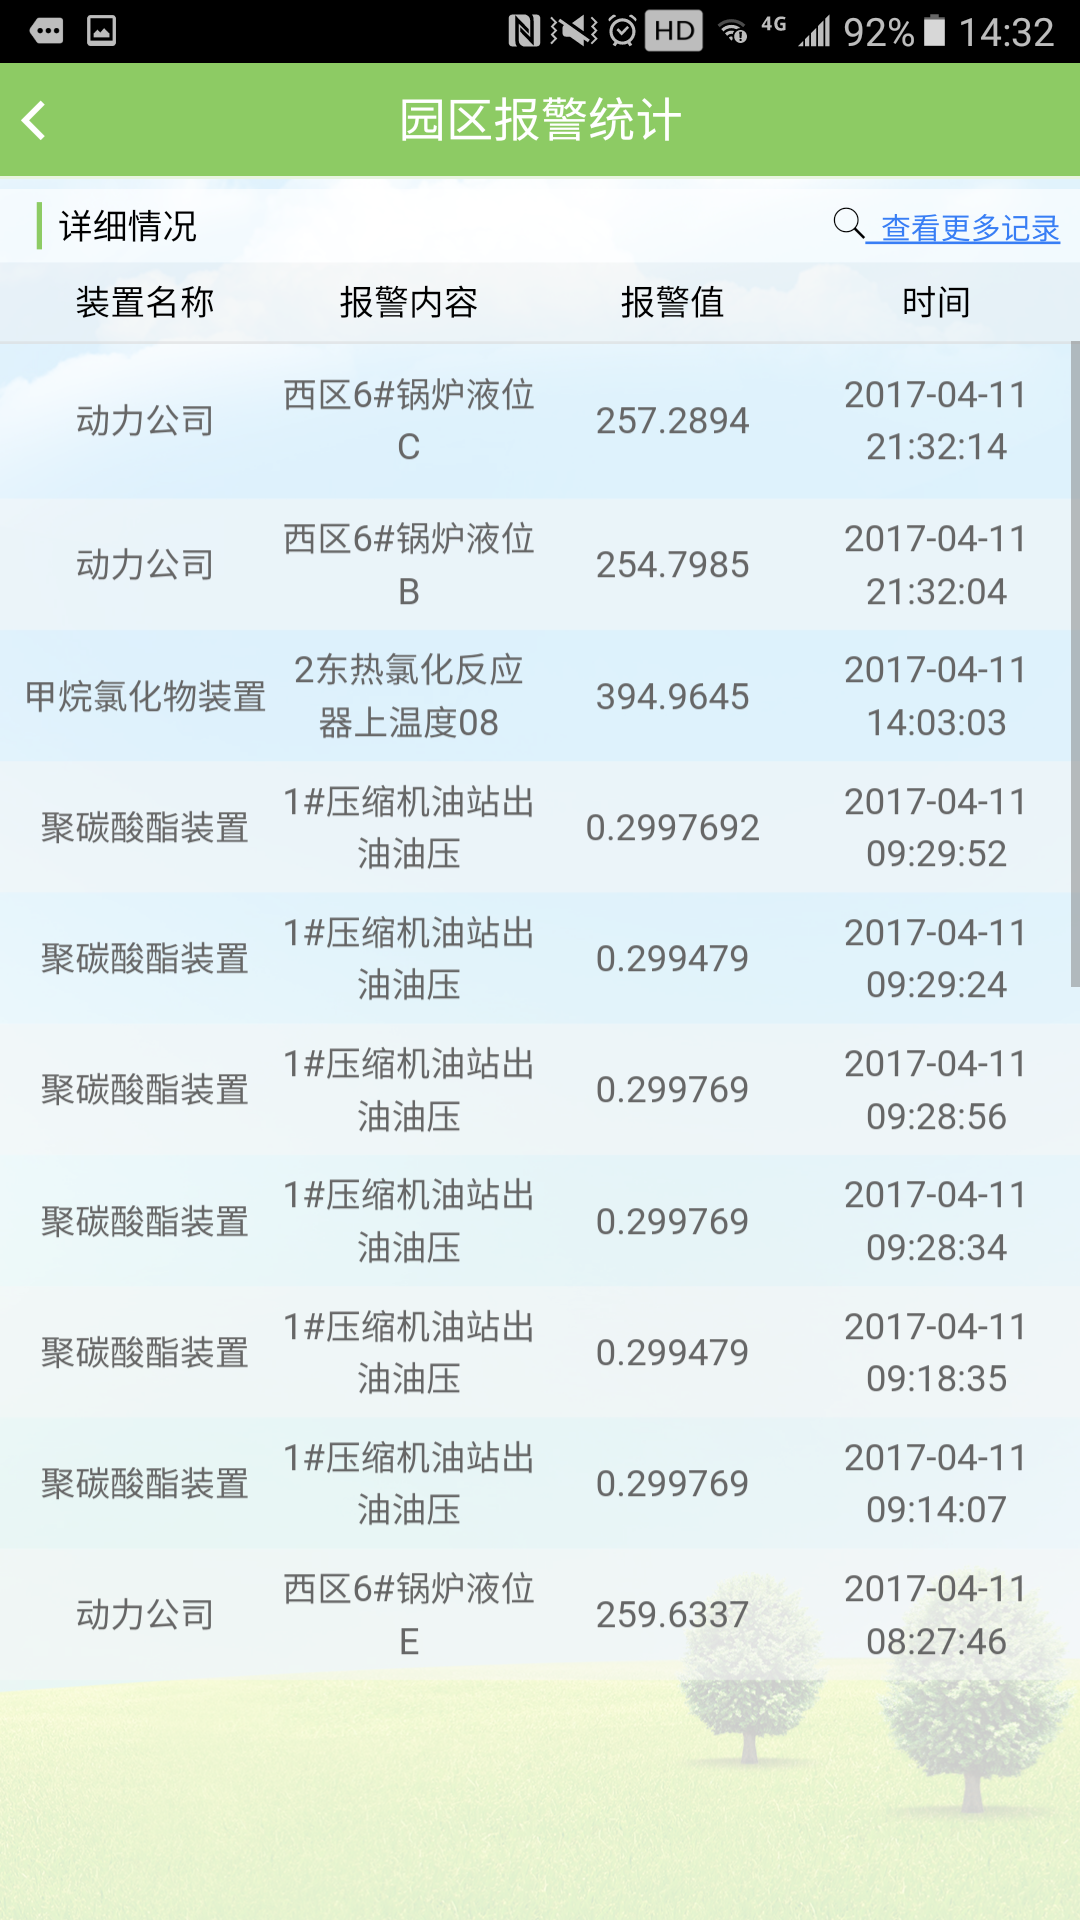 HD 4G 92% 14:32
园区报警统计
详细情况 查看更多记录
装置名称 报警内容 报警值 时间
动力公司 西区6#锅炉液位 257.2894 2017-04-11
C 21:32:14
动力公司 西区6#锅炉液位 254.7985 2017-04-11
B 21:32:04
甲烷氯化物装置 2东热氯化反应 394.9645 2017-04-11
器上温度08 14:03:03
聚碳酸酯装置 1#压缩机油站出 0.2997692 2017-04-11
油油压 09:29:52
聚碳酸酯装置 1#压缩机油站出 0.299479 2017-04-11
油油压 09:29:24
聚碳酸酯装置 1#压缩机油站出 0.299769 2017-04-11
油油压 09:28:56
聚碳酸酯装置 1#压缩机油站出 0.299769 2017-04-11
油油压 09:28:34
聚碳酸酯装置 1#压缩机油站出 0.299479 2017-04-11
油油压 09:18:35
聚碳酸酯装置 1#压缩机油站出 0.299769 2017-04-11
油油压 09:14:07
动力公司 西区6#锅炉液位 259.6337 2017-04-11
E 08:27:46